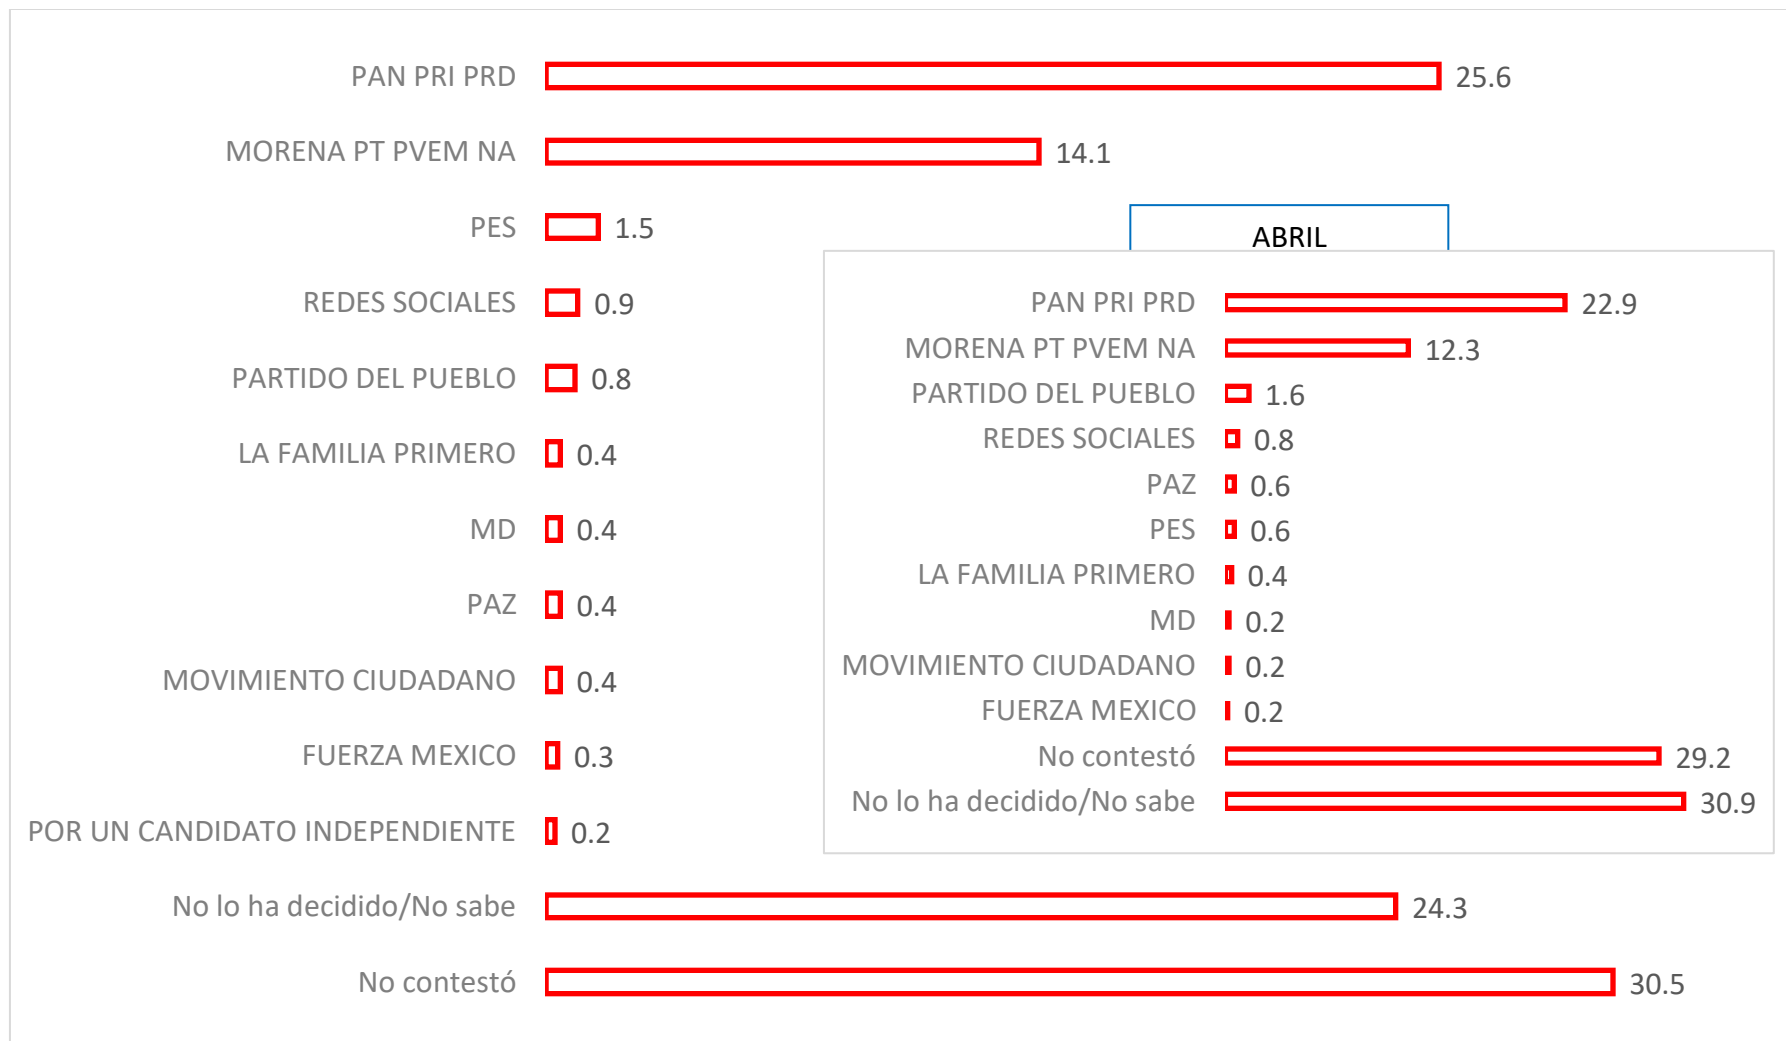 PAN PRI PRD 25.6
MORENA PT PVEM NA 14.1
PES 1.5
REDES SOCIALES 0.9
PARTIDO DEL PUEBLO 0.8
LA FAMILIA PRIMERO 0.4
MD 0.4
PAZ 0.4
MOVIMIENTO CIUDADANO 0.4
FUERZA MEXICO 0.3
POR UN CANDIDATO INDEPENDIENTE 0.2
No lo ha decidido/No sabe 24.3
No contestó 30.5
ABRIL
PAN PRI PRD 22.9
MORENA PT PVEM NA 12.3
PARTIDO DEL PUEBLO 1.6
REDES SOCIALES 0.8
PAZ 0.6
PES 0.6
LA FAMILIA PRIMERO 0.4
MD 0.2
MOVIMIENTO CIUDADANO 0.2
FUERZA MEXICO 0.2
No contestó 29.2
No lo ha decidido/No sabe 30.9